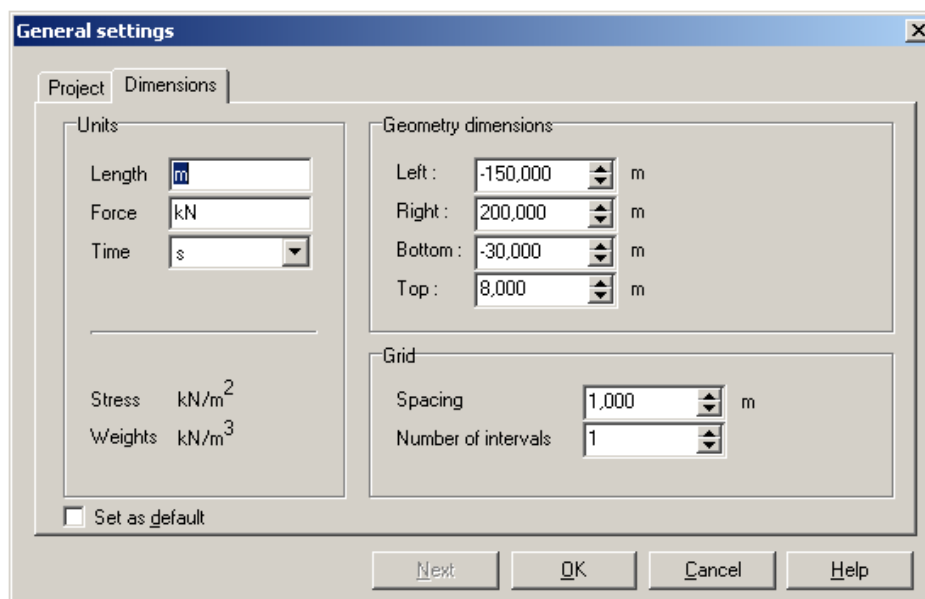 General settings
Project Dimensions
Units
Length m
Force kN
Time s
Stress kN/m²
Weights kN/m³
Geometry dimensions
Left : -150,000 m
Right : 200,000 m
Bottom : -30,000 m
Top : 8,000 m
Grid
Spacing 1,000 m
Number of intervals 1
Set as default
Next OK Cancel Help